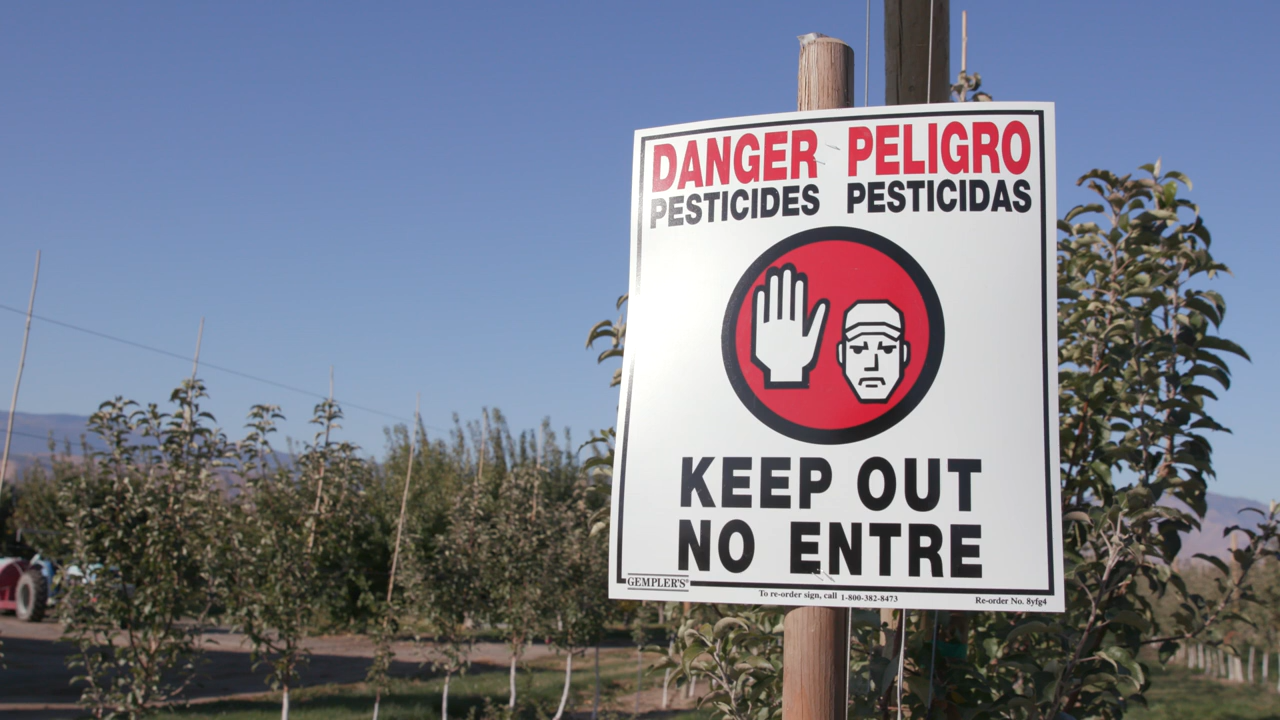 DANGER PELIGRO
PESTICIDES PESTICIDAS
KEEP OUT
NO ENTRE
GEMPLER'S
To re-order sign, call 1-800-382-8473
Re-order No. 8yfg4